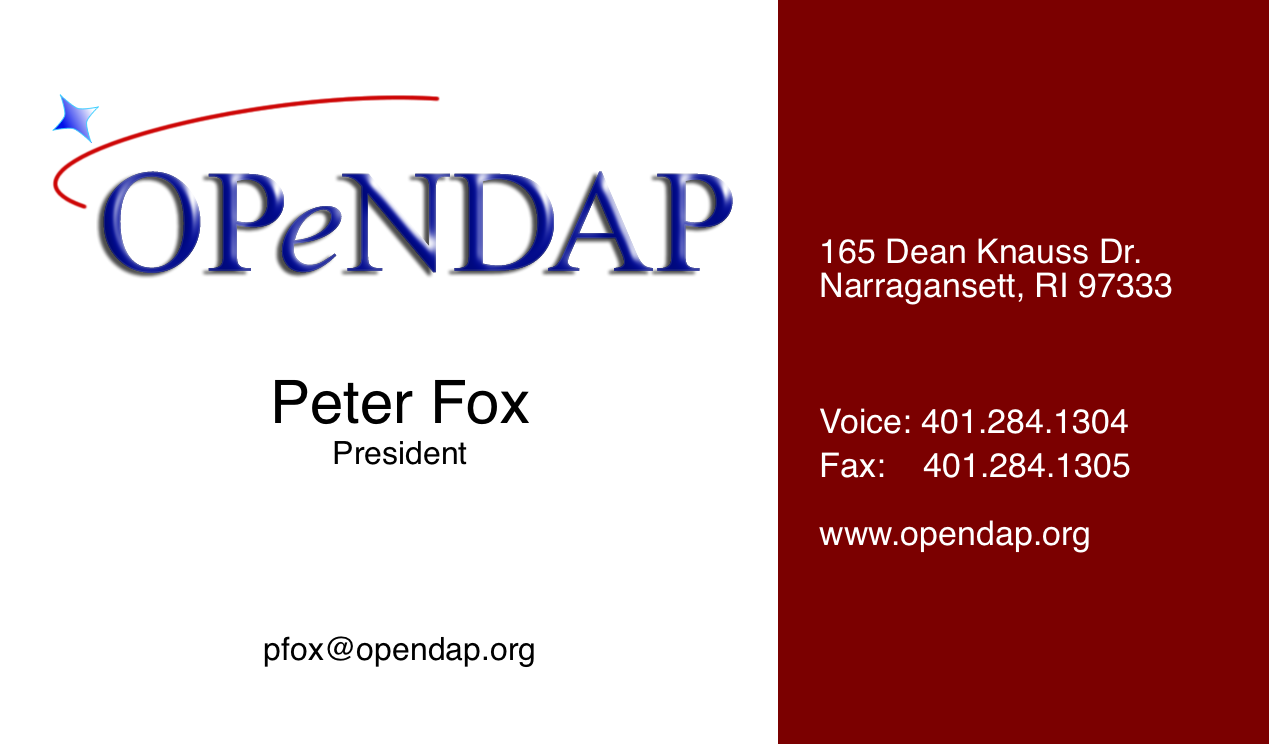 OPeNDAP
Peter Fox
President
pfox@opendap.org
165 Dean Knauss Dr.
Narragansett, RI 97333
Voice: 401.284.1304
Fax: 401.284.1305
www.opendap.org